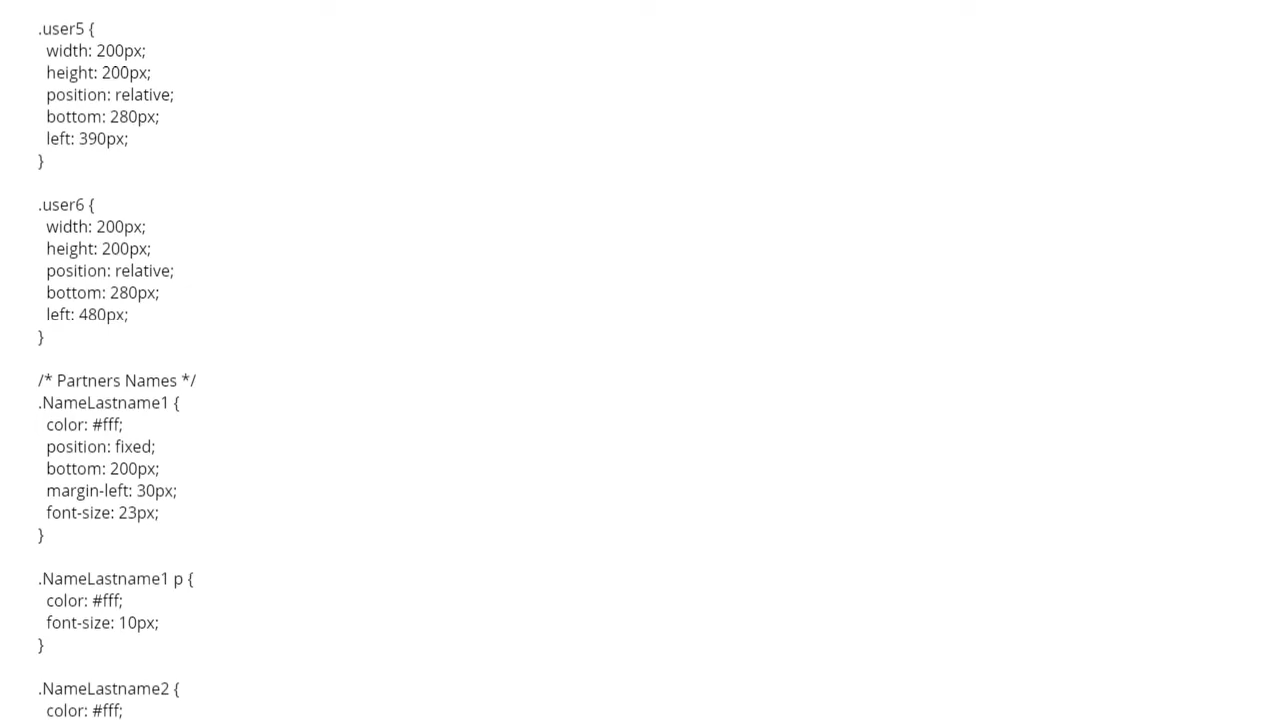 .user5 {
  width: 200px;
  height: 200px;
  position: relative;
  bottom: 280px;
  left: 390px;
}

.user6 {
  width: 200px;
  height: 200px;
  position: relative;
  bottom: 280px;
  left: 480px;
}

/* Partners Names */
.NameLastname1 {
  color: #fff;
  position: fixed;
  bottom: 200px;
  margin-left: 30px;
  font-size: 23px;
}

.NameLastname1 p {
  color: #fff;
  font-size: 10px;
}

.NameLastname2 {
  color: #fff;